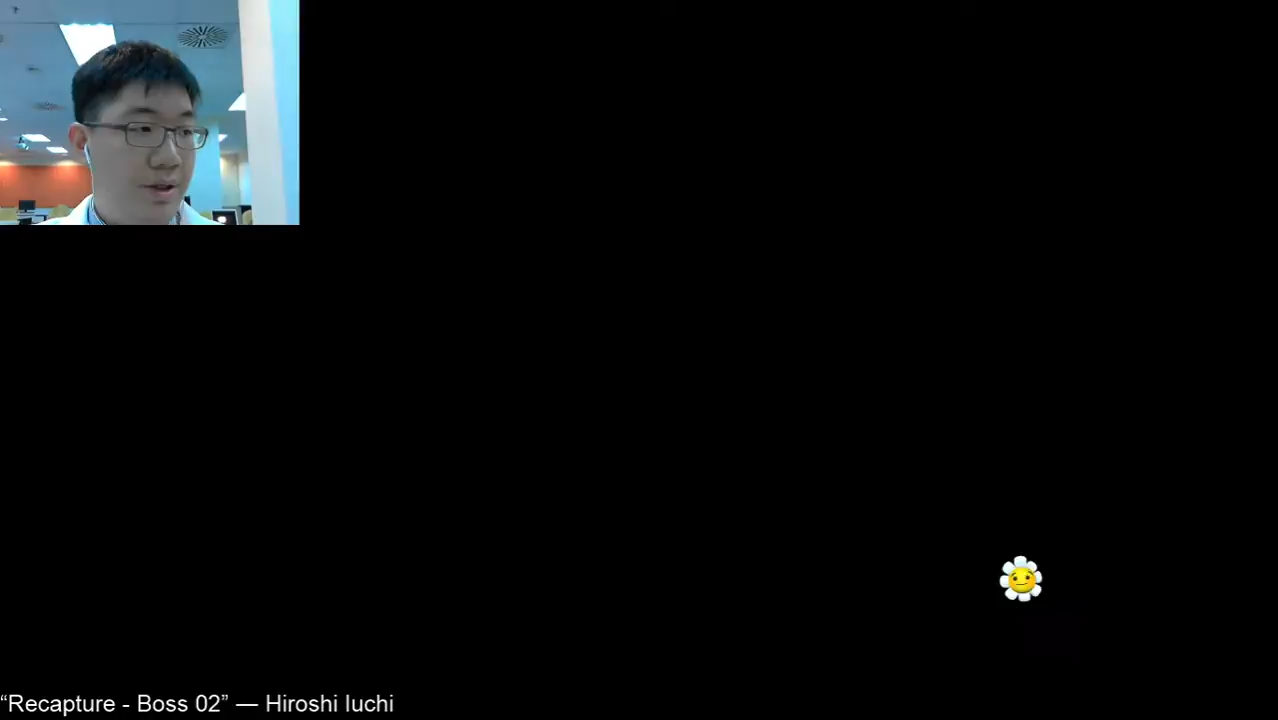 “Recapture - Boss 02” — Hiroshi Iuchi